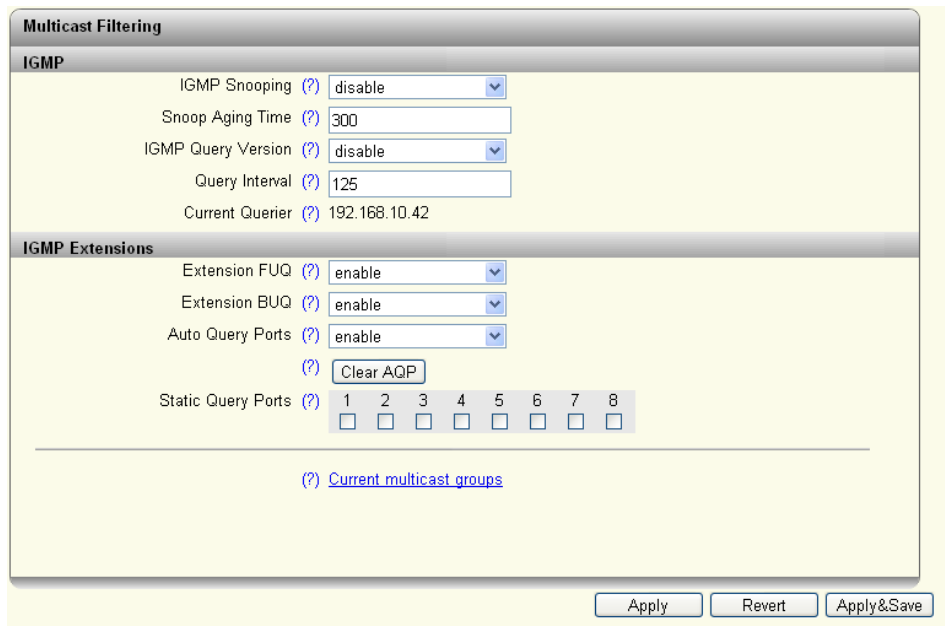 Multicast Filtering
IGMP
IGMP Snooping (?) disable
Snoop Aging Time (?) 300
IGMP Query Version (?) disable
Query Interval (?) 125
Current Querier (?) 192.168.10.42
IGMP Extensions
Extension FUQ (?) enable
Extension BUQ (?) enable
Auto Query Ports (?) enable
(?) Clear AQP
Static Query Ports (?) 1 2 3 4 5 6 7 8
(?) Current multicast groups
Apply Revert Apply&Save